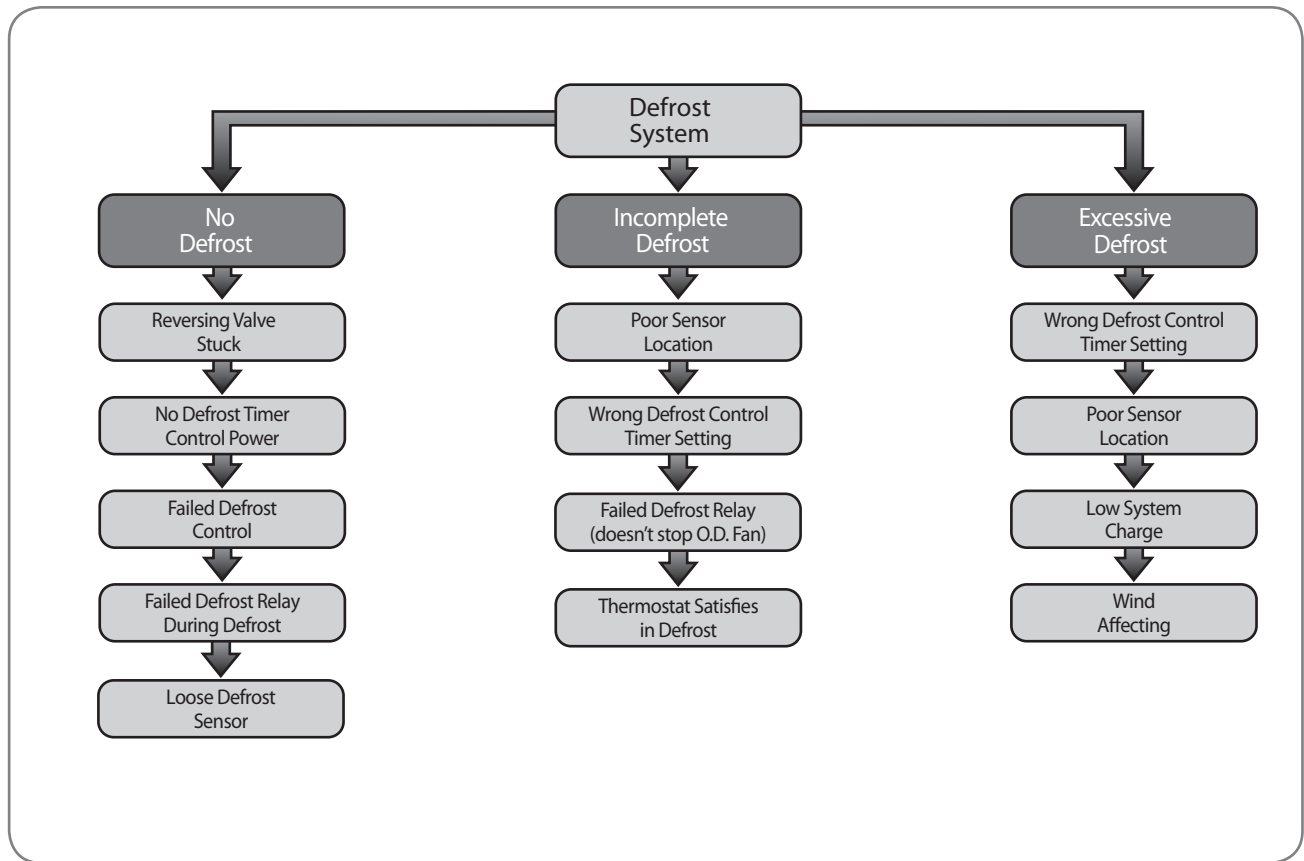 Defrost
System
No
Defrost
Reversing Valve
Stuck
No Defrost Timer
Control Power
Failed Defrost
Control
Failed Defrost Relay
During Defrost
Loose Defrost
Sensor
Incomplete
Defrost
Poor Sensor
Location
Wrong Defrost Control
Timer Setting
Failed Defrost Relay
(doesn't stop O.D. Fan)
Thermostat Satisfies
in Defrost
Excessive
Defrost
Wrong Defrost Control
Timer Setting
Poor Sensor
Location
Low System
Charge
Wind
Affecting